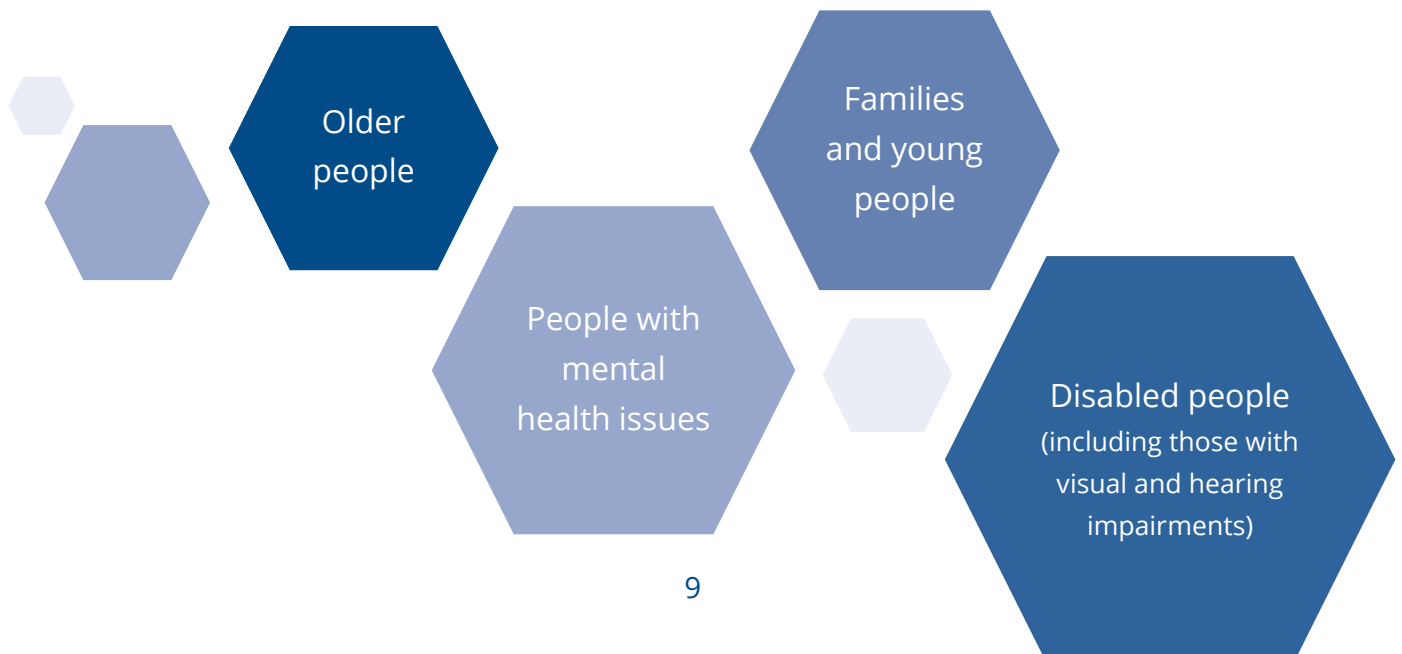 Older
people
Families
and young
people
People with
mental
health issues
Disabled people
(including those with
visual and hearing
impairments)
9